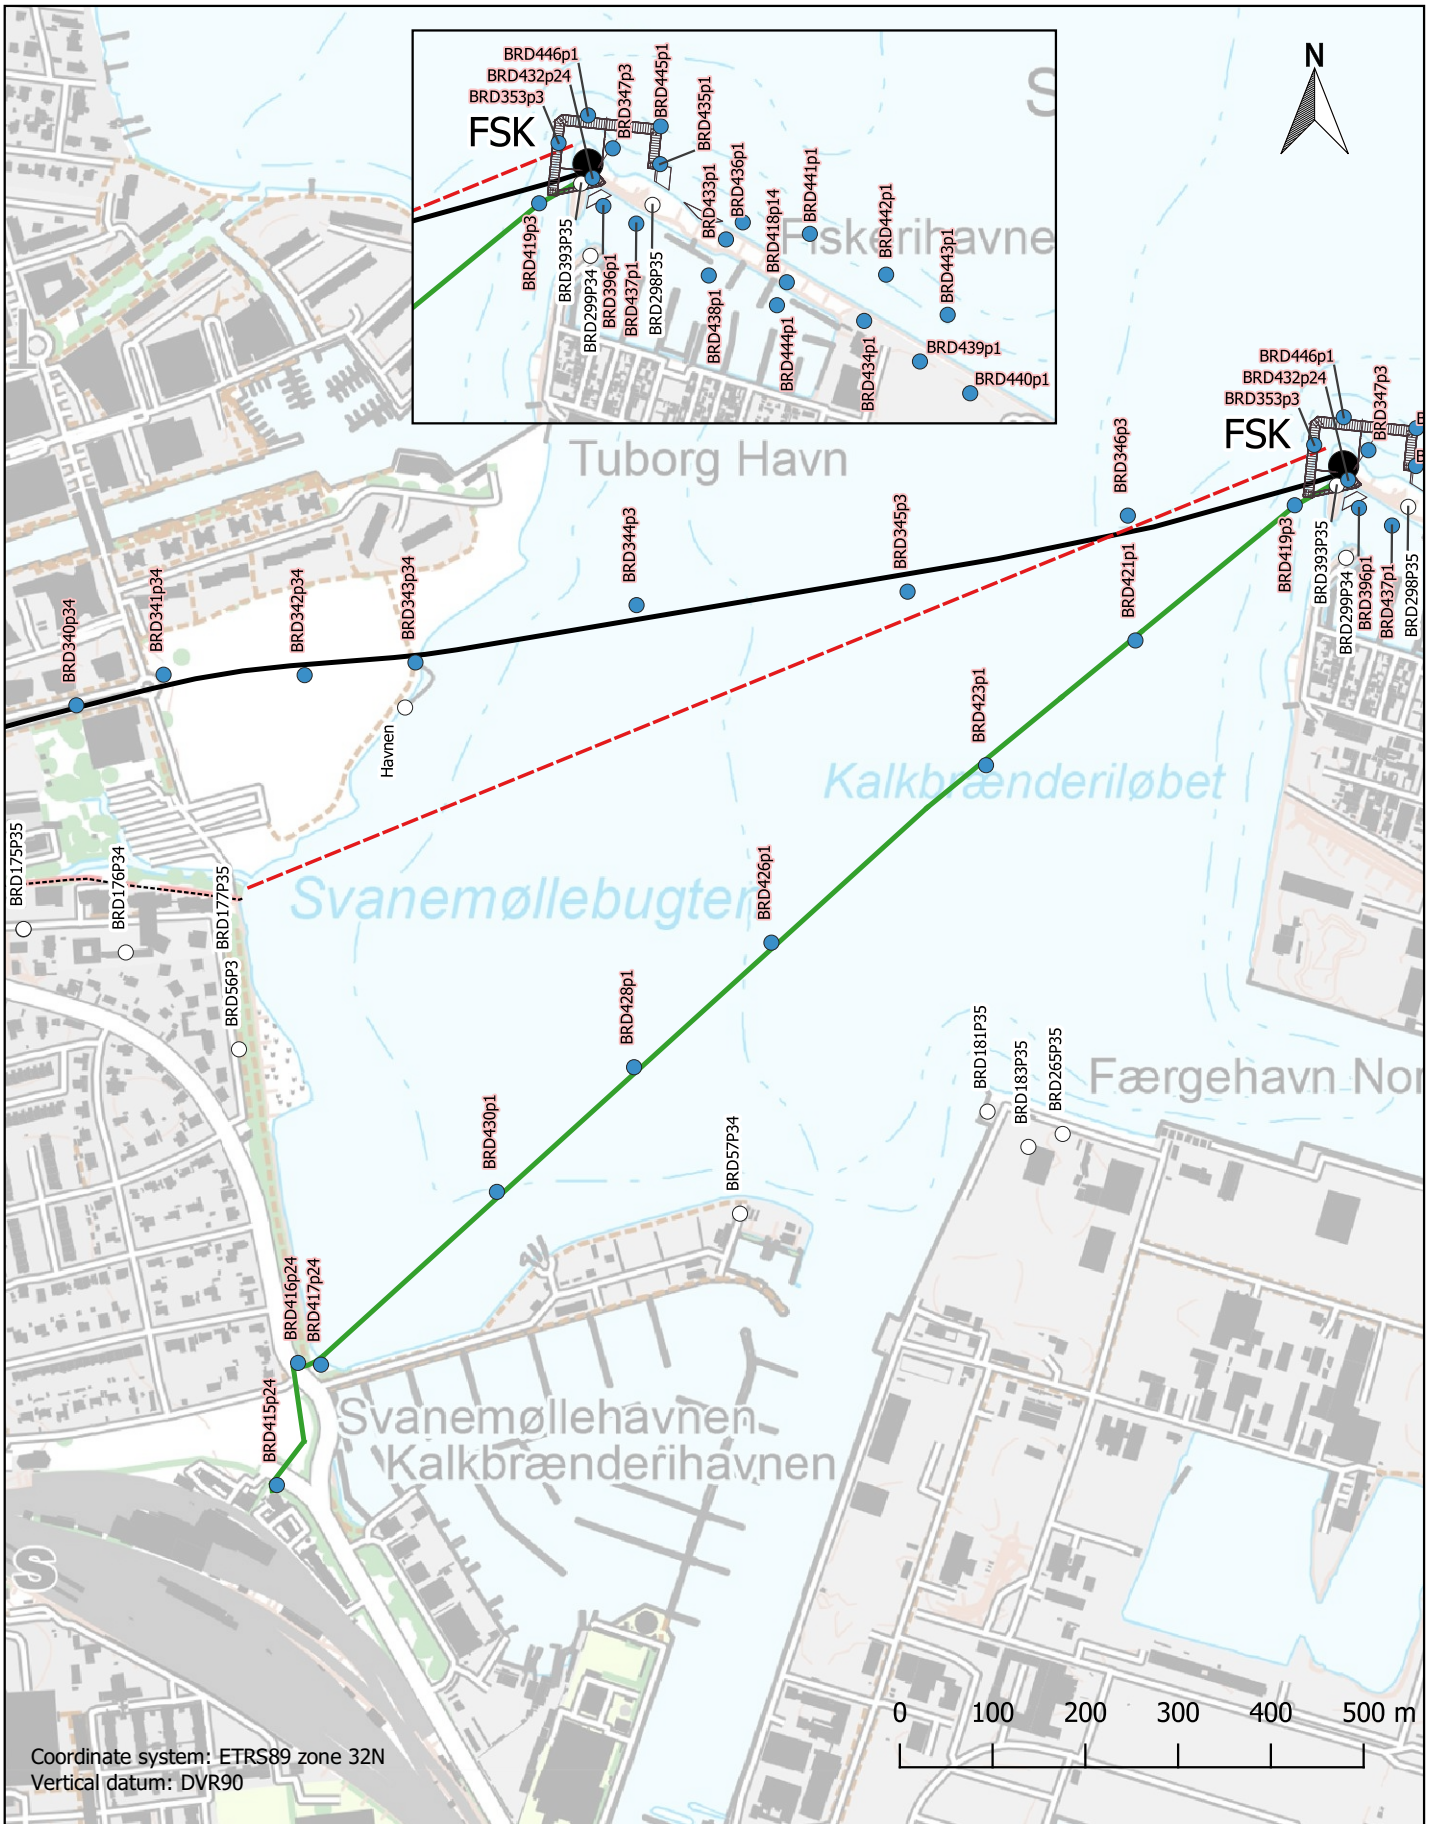 BRD446p1
BRD432p24
BRD353p3
FSK
BRD347p3
BRD445p1
BRD435p1
BRD433p1
BRD436p1
BRD418p14
BRD441p1
BRD442p1
BRD443p1
Fiskerihavne
BRD419p3
BRD393P35
BRD299P34
BRD396p1
BRD437p1
BRD298P35
BRD438p1
BRD444p1
BRD434p1
BRD439p1
BRD440p1
S
N
Tuborg Havn
BRD446p1
BRD432p24
BRD353p3
FSK
BRD347p3
BRD346p3
BRD345p3
BRD344p3
BRD343p34
BRD342p34
BRD341p34
BRD340p34
BRD419p3
BRD393P35
BRD299P34
BRD396p1
BRD437p1
BRD298P35
BRD421p1
BRD423p1
Havnen
Kalkbrænderiløbet
BRD175P35
BRD176P34
BRD177P35
Svanemøllebugten
BRD426p1
BRD56P3
BRD428p1
BRD181P35
BRD183P35
BRD265P35
Færgehavn Nor
BRD430p1
BRD57P34
BRD416p24
BRD417p24
BRD415p24
Svanemøllehavnen
Kalkbrænderihavnen
s
0 100 200 300 400 500 m
Coordinate system: ETRS89 zone 32N
Vertical datum: DVR90